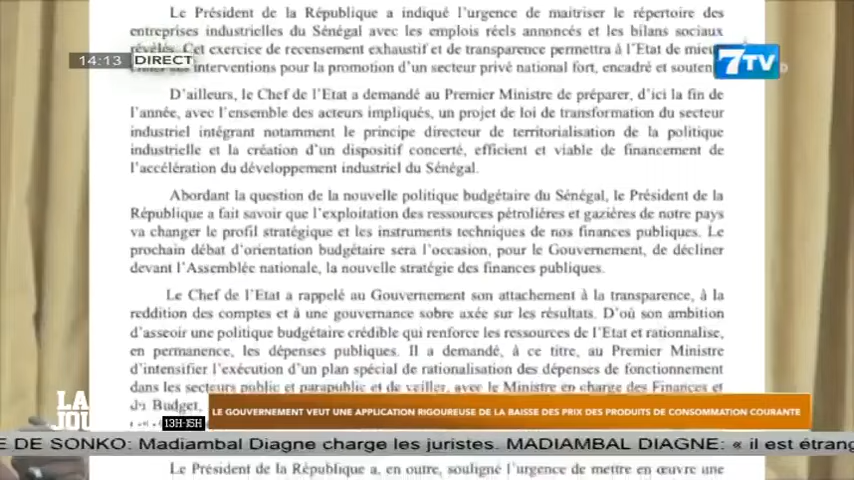 Le Président de la République a indiqué l'urgence de maitriser le répertoire des
entreprises industrielles du Sénégal avec les emplois réels annoncés et les bilans sociaux
révélés. Cet exercice de recensement exhaustif et de transparence permettra à l'Etat de
14:13 DIRECT
7TV
interventions pour la promotion d'un secteur privé national fort, encadré et
D'ailleurs, le Chef de l'Etat a demandé au Premier Ministre de préparer, d'ici la fin de
l'année, avec l'ensemble des acteurs impliqués, un projet de loi de transformation du secteur
industriel intégrant notamment le principe directeur de territorialisation de la politique
industrielle et la création d'un dispositif concerté, efficient et viable de financement de
l'accélération du développement industriel du Sénégal.
Abordant la question de la nouvelle politique budgétaire du Sénégal, le Président de la
République a fait savoir que l'exploitation des ressources pétrolières et gazières de notre pays
va changer le profil stratégique et les instruments techniques de nos finances publiques. Le
prochain débat d'orientation budgétaire sera l'occasion, pour le Gouvernement, de décliner
devant l'Assemblée nationale, la nouvelle stratégie des finances publiques.
Le Chef de l'Etat a rappelé au Gouvernement son attachement à la transparence, à la
reddition des comptes et à une gouvernance sobre axée sur les résultats. D'où son ambition
d'asseoir une politique budgétaire crédible qui renforce les ressources de l'Etat et rationnalise,
en permanence, les dépenses publiques. Il a demandé, à ce titre, au Premier Ministre
d'intensifier l'exécution d'un plan spécial de rationalisation des dépenses de fonctionnement
dans les secteurs public et parapublic et de veiller, avec le Ministre en charge des Finances et
du Budget,
LA
JOU
13H-15H
LE GOUVERNEMENT VEUT UNE APPLICATION RIGOUREUSE DE LA BAISSE DES PRIX DES PRODUITS DE CONSOMMATION COURANTE
E DE SONKO: Madiambal Diagne charge les juristes. MADIAMBAL DIAGNE: « il est étrang
Le Président de la République a, en outre, souligné l'urgence de mettre en œuvre une